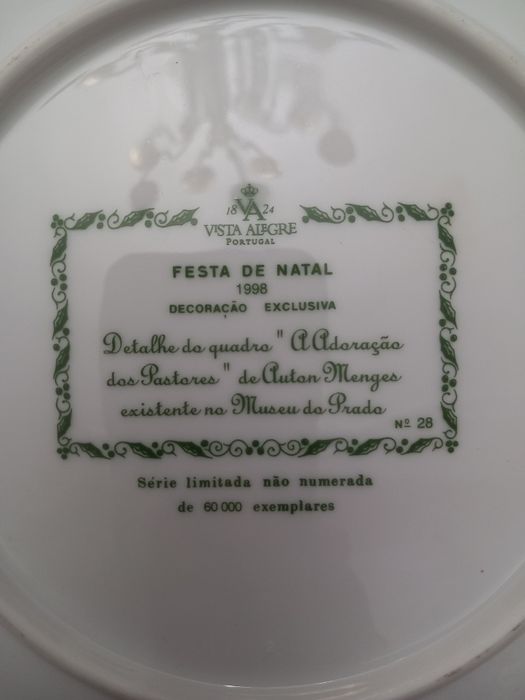 18 VA 24
VISTA ALEGRE
PORTUGAL
FESTA DE NATAL
1998
DECORAÇÃO EXCLUSIVA
Detalhe do quadro " A Adoração
dos Pastores " de Auton Menges
existente no Museu do Prado
Nº 28
Série limitada não numerada
de 60 000 exemplares